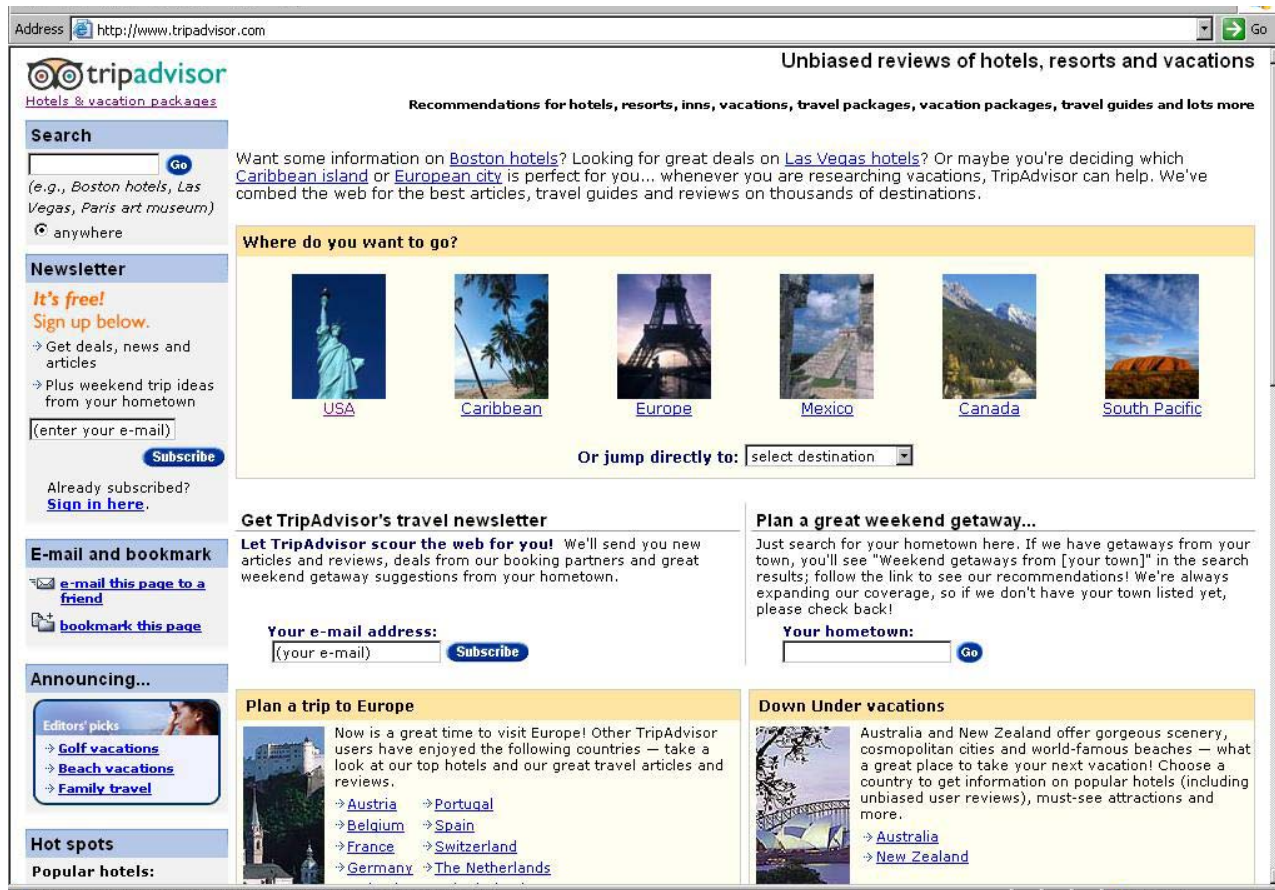 Address http://www.tripadvisor.com Go
tripadvisor
Hotels & vacation packages
Unbiased reviews of hotels, resorts and vacations
Recommendations for hotels, resorts, inns, vacations, travel packages, vacation packages, travel guides and lots more
Search
Go
(e.g., Boston hotels, Las
Vegas, Paris art museum)
anywhere
Newsletter
It's free!
Sign up below.
Get deals, news and
articles
Plus weekend trip ideas
from your hometown
(enter your e-mail)
Subscribe
Already subscribed?
Sign in here.
E-mail and bookmark
e-mail this page to a
friend
bookmark this page
Announcing...
Editors' picks
Golf vacations
Beach vacations
Family travel
Hot spots
Popular hotels:
Want some information on Boston hotels? Looking for great deals on Las Vegas hotels? Or maybe you're deciding which
Caribbean island or European city is perfect for you... whenever you are researching vacations, TripAdvisor can help. We've
combed the web for the best articles, travel guides and reviews on thousands of destinations.
Where do you want to go?
USA Caribbean Europe Mexico Canada South Pacific
Or jump directly to: select destination
Get TripAdvisor's travel newsletter
Let TripAdvisor scour the web for you! We'll send you new
articles and reviews, deals from our booking partners and great
weekend getaway suggestions from your hometown.
Your e-mail address:
(your e-mail) Subscribe
Plan a great weekend getaway...
Just search for your hometown here. If we have getaways from your
town, you'll see "Weekend getaways from [your town]" in the search
results; follow the link to see our recommendations! We're always
expanding our coverage, so if we don't have your town listed yet,
please check back!
Your hometown:
Go
Plan a trip to Europe
Now is a great time to visit Europe! Other TripAdvisor
users have enjoyed the following countries — take a
look at our top hotels and our great travel articles and
reviews.
Austria Portugal
Belgium Spain
France Switzerland
Germany The Netherlands
Down Under vacations
Australia and New Zealand offer gorgeous scenery,
cosmopolitan cities and world-famous beaches — what
a great place to take your next vacation! Choose a
country to get information on popular hotels (including
unbiased user reviews), must-see attractions and
more.
Australia
New Zealand